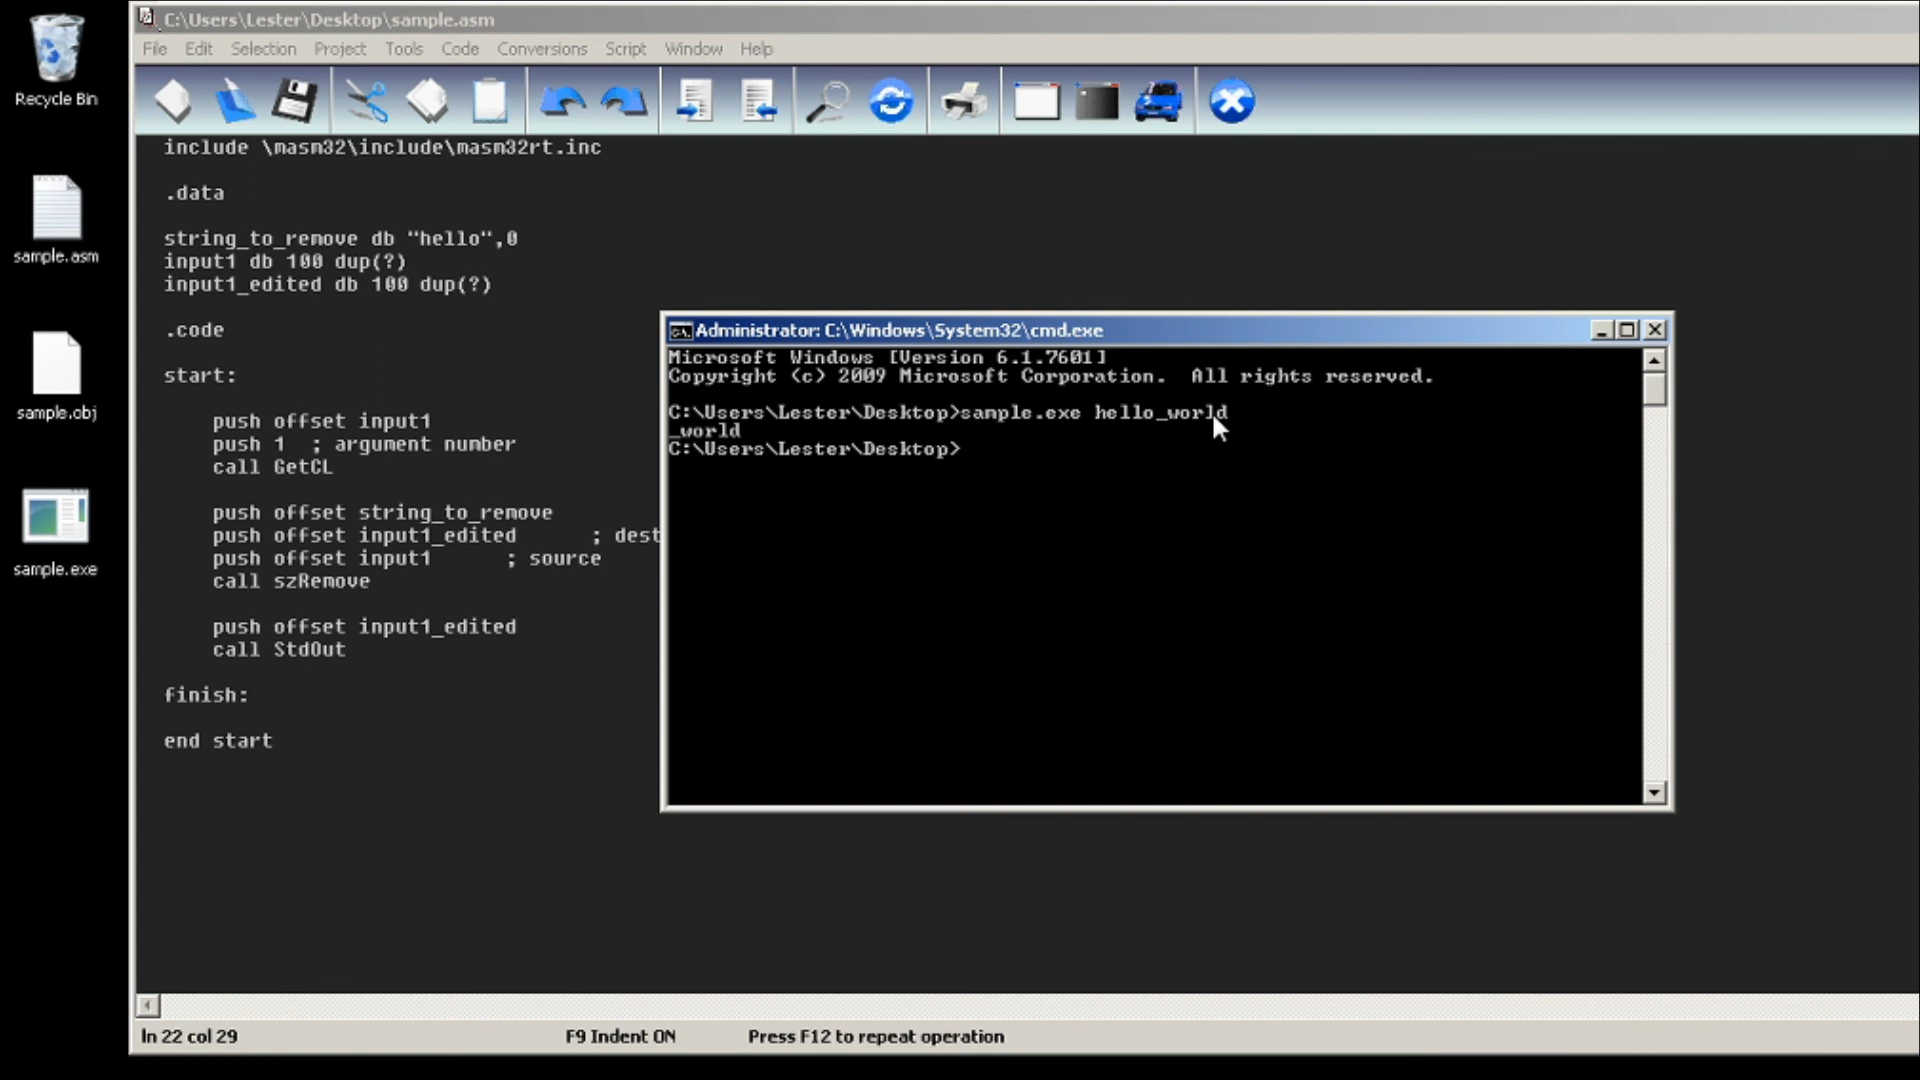 Recycle Bin
sample.asm
sample.obj
sample.exe
C:\Users\Lester\Desktop\sample.asm
File Edit Selection Project Tools Code Conversions Script Window Help
include \masm32\include\masm32rt.inc
.data
string_to_remove db "hello",0
input1 db 100 dup(?)
input1_edited db 100 dup(?)
.code
start:
push offset input1
push 1 ; argument number
call GetCL
push offset string_to_remove
push offset input1_edited ; dest
push offset input1 ; source
call szRemove
push offset input1_edited
call StdOut
finish:
end start
Administrator: C:\Windows\System32\cmd.exe
Microsoft Windows [Version 6.1.7601]
Copyright (c) 2009 Microsoft Corporation. All rights reserved.
C:\Users\Lester\Desktop>sample.exe hello_world
_world
C:\Users\Lester\Desktop>
ln 22 col 29 F9 Indent ON Press F12 to repeat operation